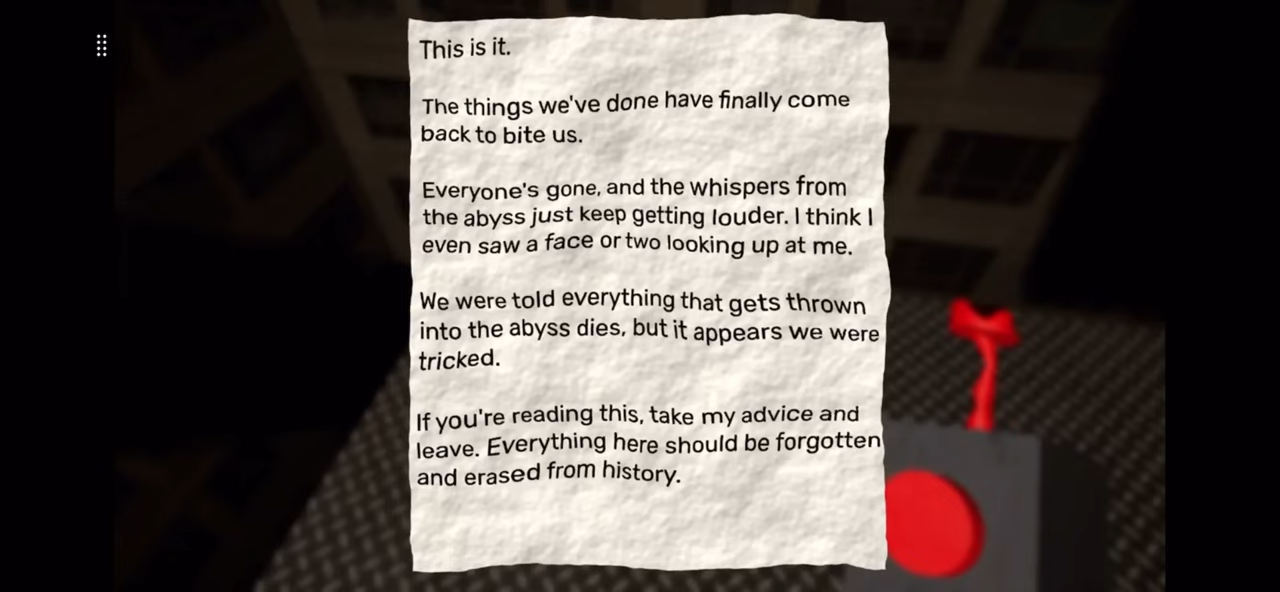 This is it.
The things we've done have finally come
back to bite us.
Everyone's gone, and the whispers from
the abyss just keep getting louder. I think I
even saw a face or two looking up at me.
We were told everything that gets thrown
into the abyss dies, but it appears we were
tricked.
If you're reading this, take my advice and
leave. Everything here should be forgotten
and erased from history.